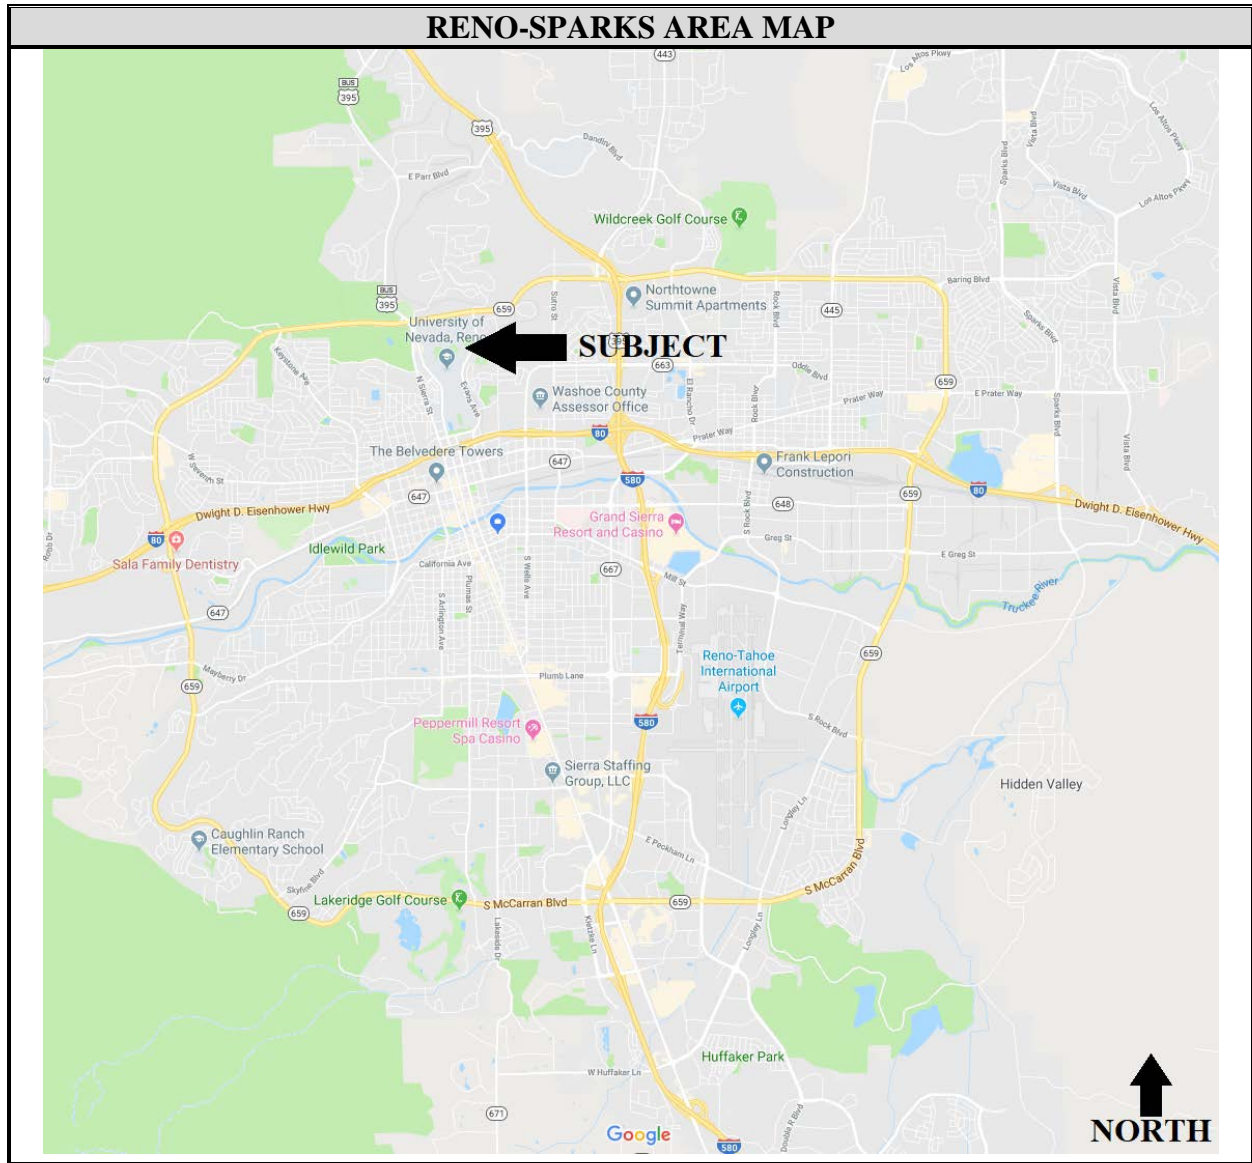 RENO-SPARKS AREA MAP
443
Los Altos Pkwy
BUS
395
395
Dandini Blvd
Sparks Blvd
Vista Blvd
Los Altos Pkwy
E Parr Blvd
Vista Blvd
Los Altos Pkwy
Wildcreek Golf Course
Baring Blvd
BUS
395
659
Sutro St
Northtowne
Summit Apartments
Rock Blvd
445
Vista Blvd
Sparks Blvd
University of
Nevada, Reno
SUBJECT
395
Keystone Ave
663
Oddie Blvd
N Sierra St
Evans Ave
Washoe County
Assessor Office
El Rancho Dr
Rock Blvd
Prater Way
659
E Prater Way
Sparks Blvd
80
Prater Way
The Belvedere Towers
647
Frank Lepori
Construction
Vista Blvd
W Seventh St
580
647
659
80
648
S Rock Blvd
Dwight D. Eisenhower Hwy
Dwight D. Eisenhower Hwy
Grand Sierra
Resort and Casino
Greg St
80
Robb Dr
Idlewild Park
E Greg St
Sala Family Dentistry
California Ave
S Wells Ave
667
Mill St
Plumas St
S Arlington Ave
Truckee River
647
Terminal Way
Mayberry Dr
Plumb Lane
Reno-Tahoe
International
Airport
659
659
Peppermill Resort
Spa Casino
580
S Rock Blvd
Sierra Staffing
Group, LLC
Hidden Valley
Longley Ln
Caughlin Ranch
Elementary School
E Peckham Ln
S McCarran Blvd
Skyline Blvd
Lakeridge Golf Course
S McCarran Blvd
659
659
Lakeside Dr
Kietzke Ln
Longley Ln
Huffaker Park
W Huffaker Ln
671
Double R Blvd
Google
580
NORTH